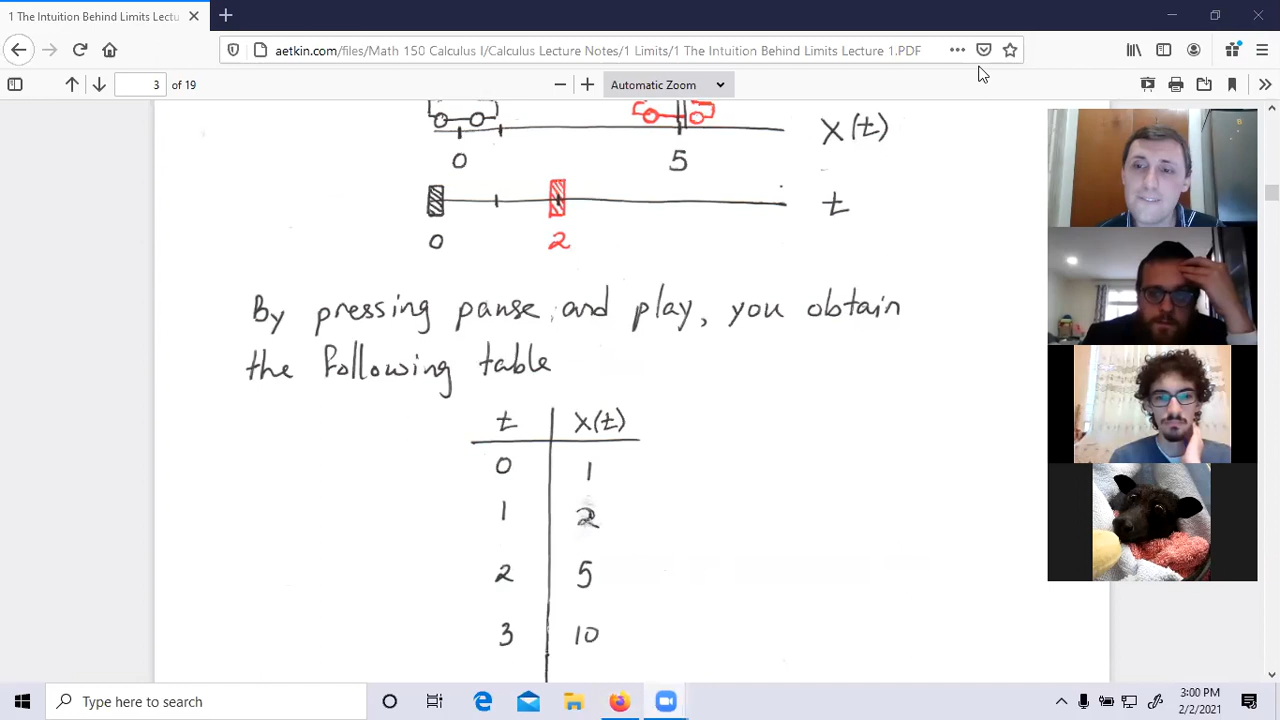 1 The Intuition Behind Limits Lectu
aetkin.com/files/Math 150 Calculus I/Calculus Lecture Notes/1 Limits/1 The Intuition Behind Limits Lecture 1.PDF
3 of 19
Automatic Zoom
X(t)
0 5
t
0 2
By pressing pause, and play, you obtain
the following table
t X(t)
0 1
1 2
2 5
3 10
Type here to search
3:00 PM
2/2/2021